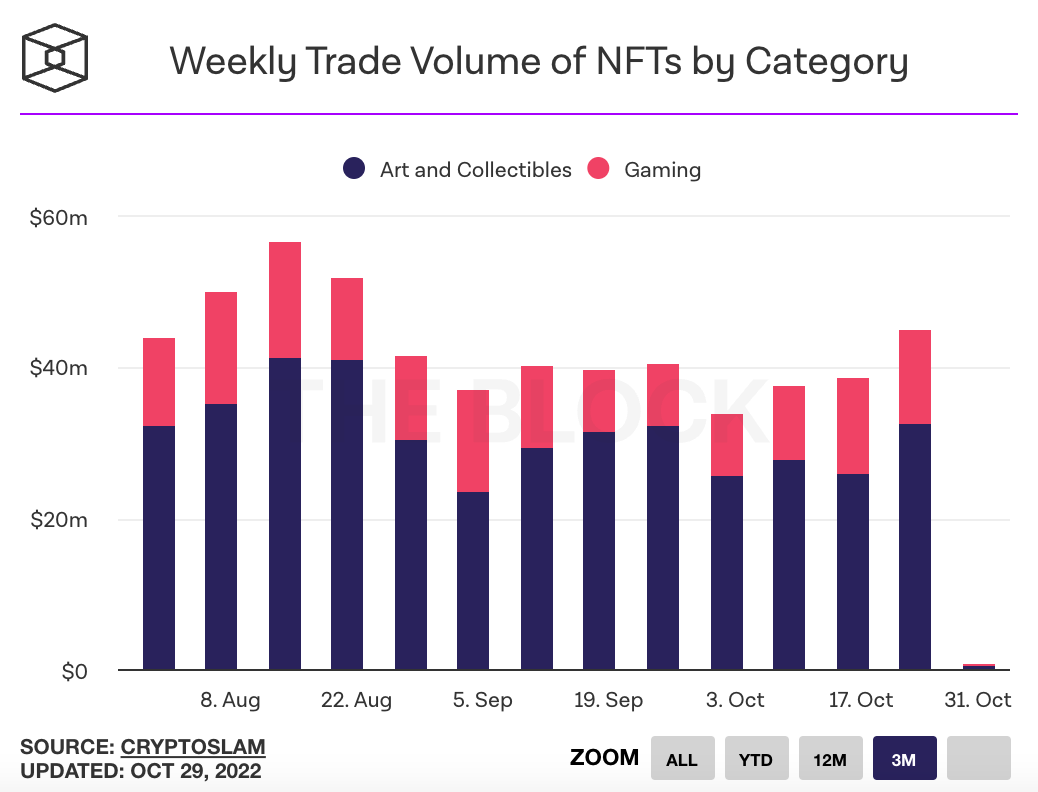 Weekly Trade Volume of NFTs by Category
Art and Collectibles Gaming
$60m
$40m
$20m
$0
THE BLOCK
8. Aug 22. Aug 5. Sep 19. Sep 3. Oct 17. Oct 31. Oct
SOURCE: CRYPTOSLAM
UPDATED: OCT 29, 2022
ZOOM ALL YTD 12M 3M